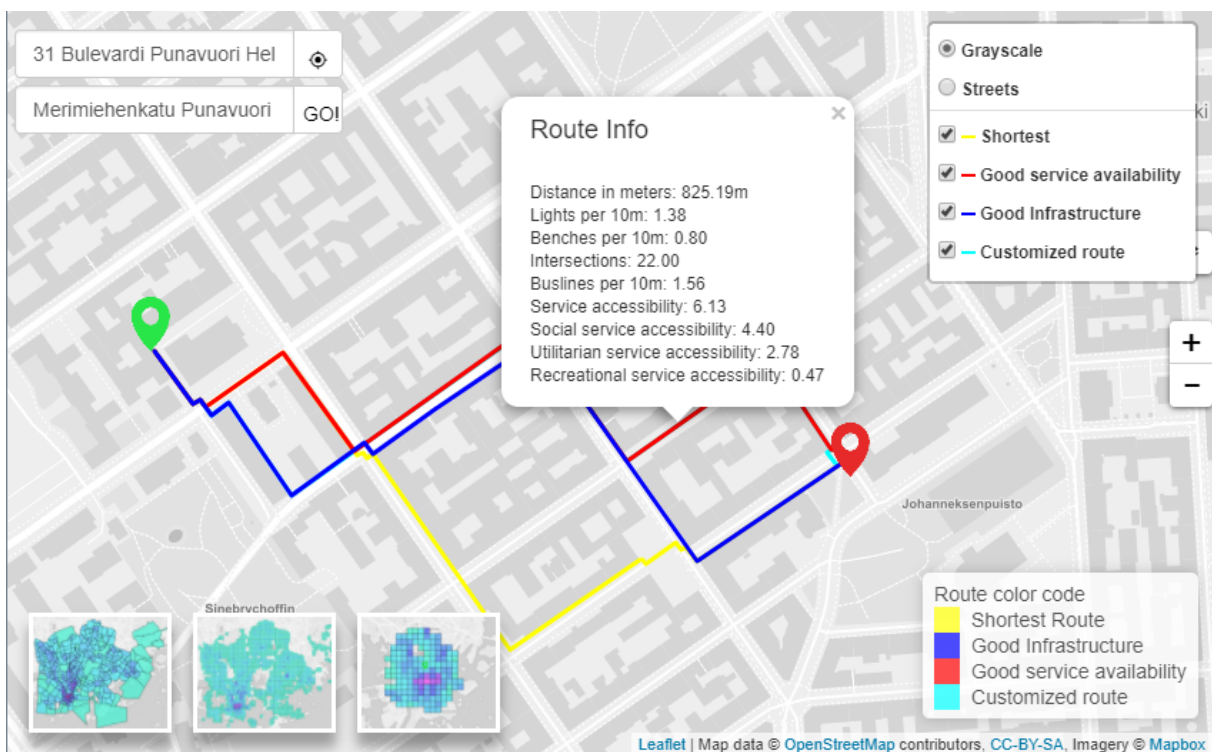 31 Bulevardi Punavuori Hel
Merimiehenkatu Punavuori
GO!
Route Info
×
Distance in meters: 825.19m
Lights per 10m: 1.38
Benches per 10m: 0.80
Intersections: 22.00
Buslines per 10m: 1.56
Service accessibility: 6.13
Social service accessibility: 4.40
Utilitarian service accessibility: 2.78
Recreational service accessibility: 0.47
Grayscale
Streets
Shortest
Good service availability
Good Infrastructure
Customized route
ki
+
−
Johanneksenpuisto
Sinebrychoffin
Route color code
Shortest Route
Good Infrastructure
Good service availability
Customized route
Leaflet | Map data © OpenStreetMap contributors, CC-BY-SA, Imagery © Mapbox